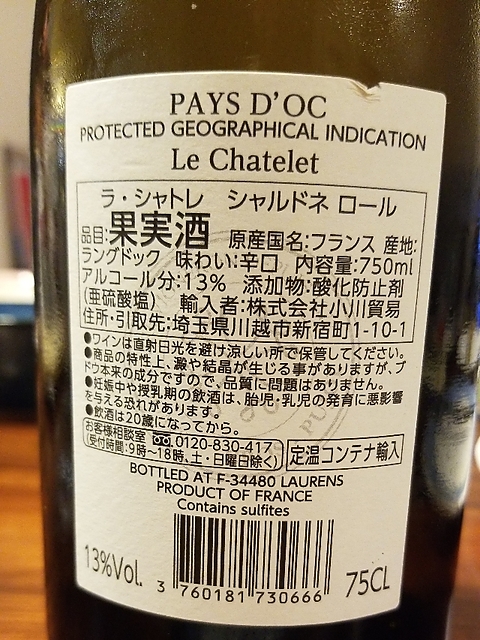 PAYS D'OC
PROTECTED GEOGRAPHICAL INDICATION
Le Chatelet
ラ・シャトレ シャルドネ ロール
品目:果実酒 原産国名:フランス 産地:
ラングドック 味わい:辛口 内容量:750ml
アルコール分:13% 添加物:酸化防止剤
(亜硫酸塩) 輸入者:株式会社小川貿易
住所・引取先:埼玉県川越市新宿町1-10-1
●ワインは直射日光を避け涼しい所で保管してください。
●商品の特性上、澱や結晶が生じる事がありますが、ブ
ドウ本来の成分ですので、品質に問題はありません。
●妊娠中や授乳期の飲酒は、胎児・乳児の発育に悪影響
を与える恐れがあります。
●飲酒は20歳になってから。
お客様相談室 0120-830-417
(受付時間:9時〜18時、土・日曜日除く)
定温コンテナ輸入
BOTTLED AT F-34480 LAURENS
PRODUCT OF FRANCE
Contains sulfites
13%Vol.
3 760181 730666
75CL